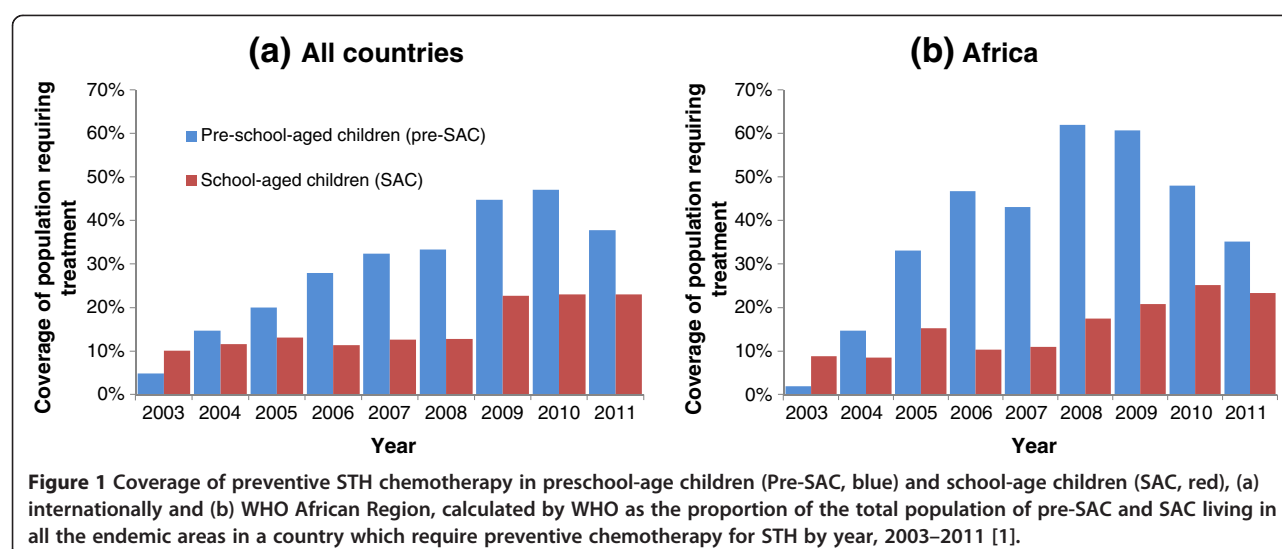 (a) All countries
Coverage of population requiring
treatment
70%
60%
50%
40%
30%
20%
10%
0%
Pre-school-aged children (pre-SAC)
School-aged children (SAC)
2003 2004 2005 2006 2007 2008 2009 2010 2011
Year
(b) Africa
Coverage of population requiring
treatment
70%
60%
50%
40%
30%
20%
10%
0%
2003 2004 2005 2006 2007 2008 2009 2010 2011
Year
Figure 1 Coverage of preventive STH chemotherapy in preschool-age children (Pre-SAC, blue) and school-age children (SAC, red), (a)
internationally and (b) WHO African Region, calculated by WHO as the proportion of the total population of pre-SAC and SAC living in
all the endemic areas in a country which require preventive chemotherapy for STH by year, 2003–2011 [1].